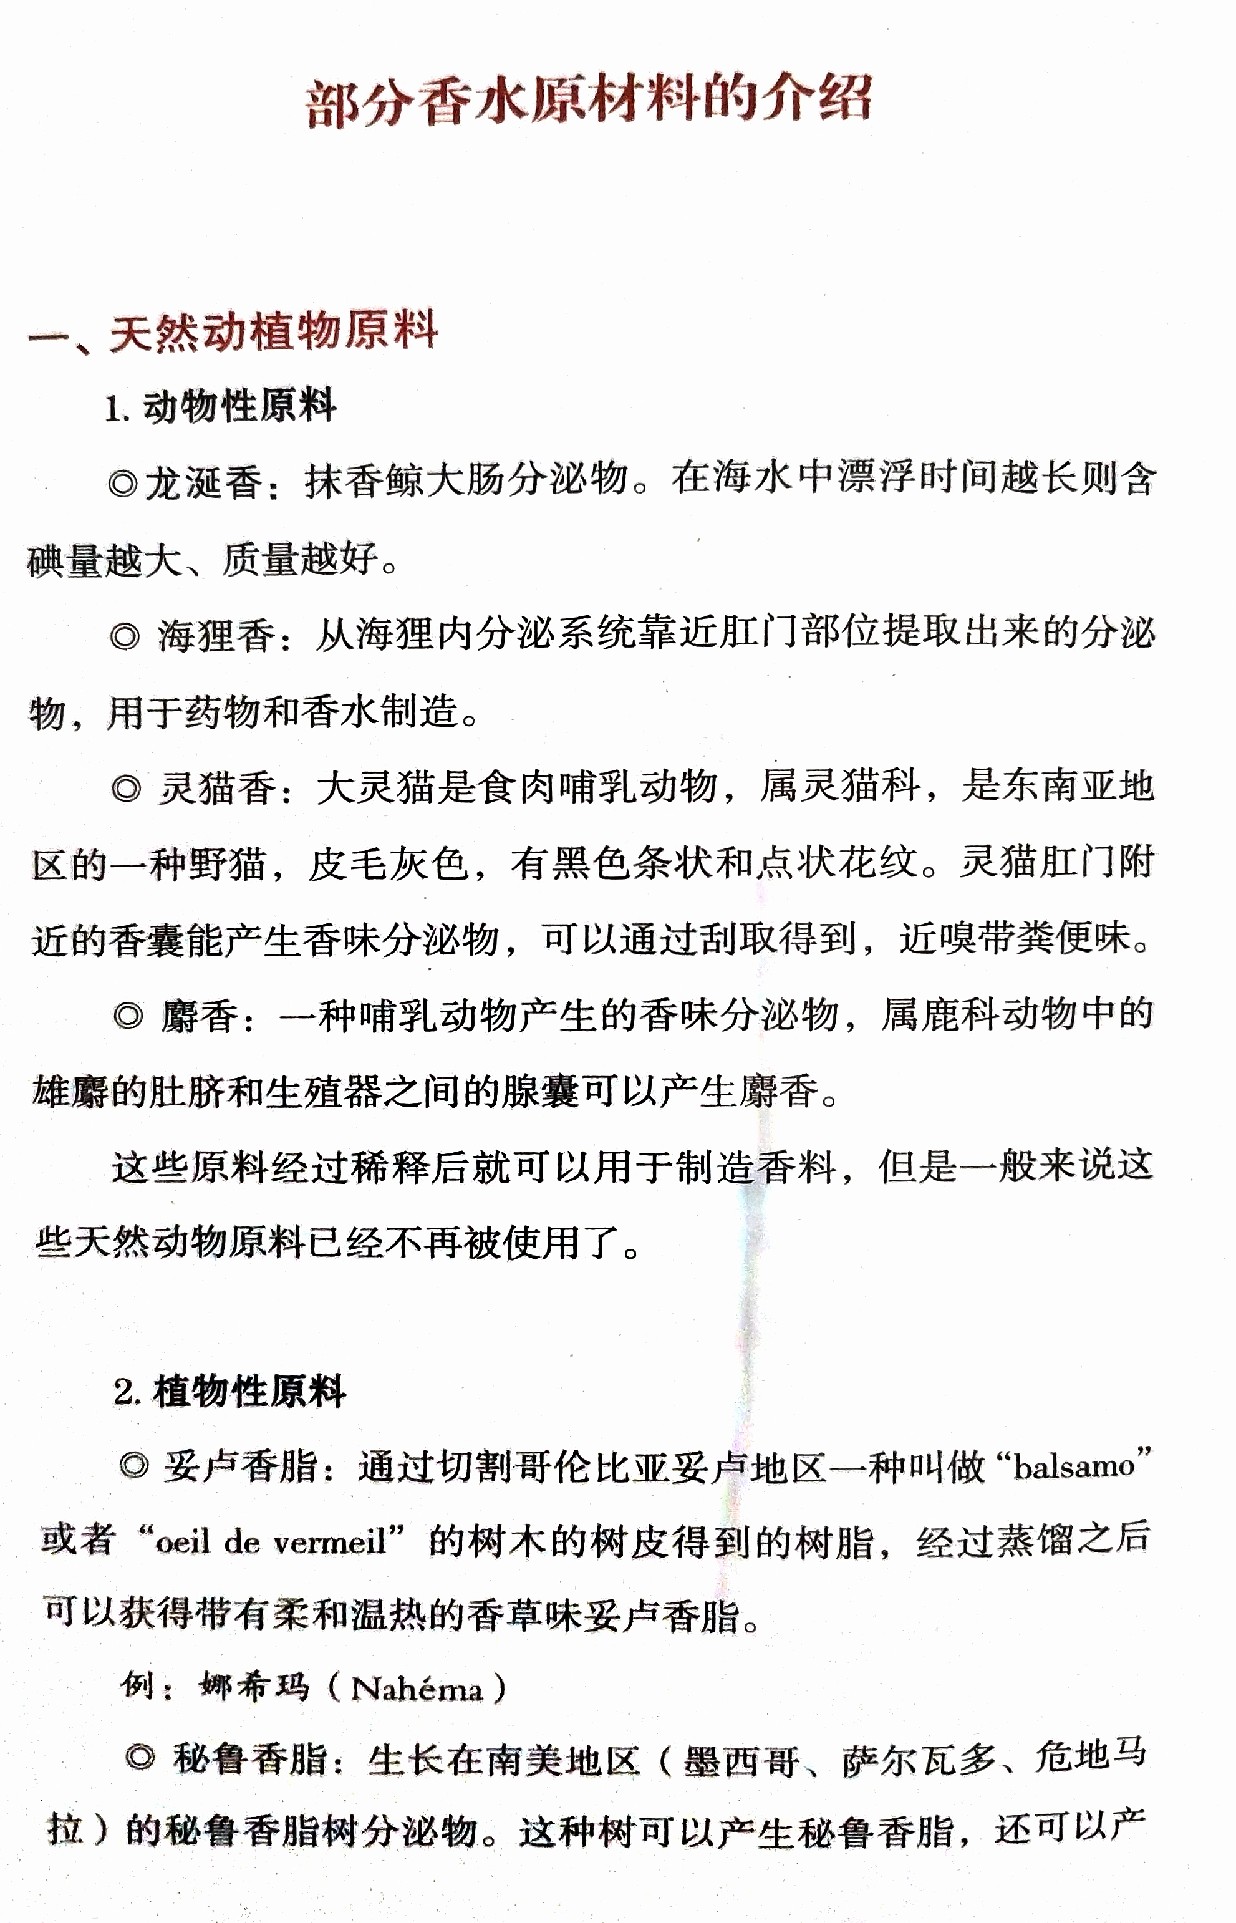 部分香水原材料的介绍
一、天然动植物原料
1. 动物性原料
◎龙涎香：抹香鲸大肠分泌物。在海水中漂浮时间越长则含
碘量越大、质量越好。
◎ 海狸香：从海狸内分泌系统靠近肛门部位提取出来的分泌
物，用于药物和香水制造。
◎ 灵猫香：大灵猫是食肉哺乳动物，属灵猫科，是东南亚地
区的一种野猫，皮毛灰色，有黑色条状和点状花纹。灵猫肛门附
近的香囊能产生香味分泌物，可以通过刮取得到，近嗅带粪便味。
◎ 麝香：一种哺乳动物产生的香味分泌物，属鹿科动物中的
雄麝的肚脐和生殖器之间的腺囊可以产生麝香。
这些原料经过稀释后就可以用于制造香料，但是一般来说这
些天然动物原料已经不再被使用了。
2. 植物性原料
◎ 妥卢香脂：通过切割哥伦比亚妥卢地区一种叫做“balsamo”
或者“oeil de vermeil”的树木的树皮得到的树脂，经过蒸馏之后
可以获得带有柔和温热的香草味妥卢香脂。
例：娜希玛（Nahéma）
◎ 秘鲁香脂：生长在南美地区（墨西哥、萨尔瓦多、危地马
拉）的秘鲁香脂树分泌物。这种树可以产生秘鲁香脂，还可以产